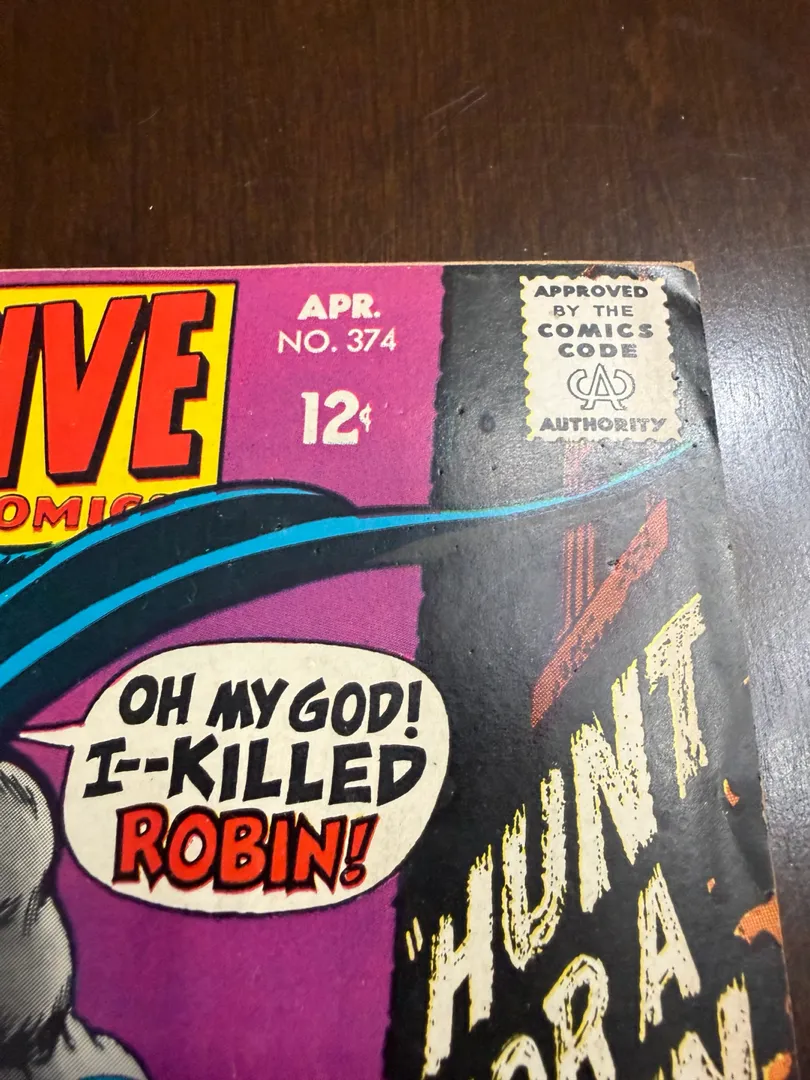 IVE
OMICS
APR.
NO. 374
12¢
APPROVED
BY THE
COMICS
CODE
CA
AUTHORITY
OH MY GOD!
I--KILLED
ROBIN!
"HUNT
FOR A